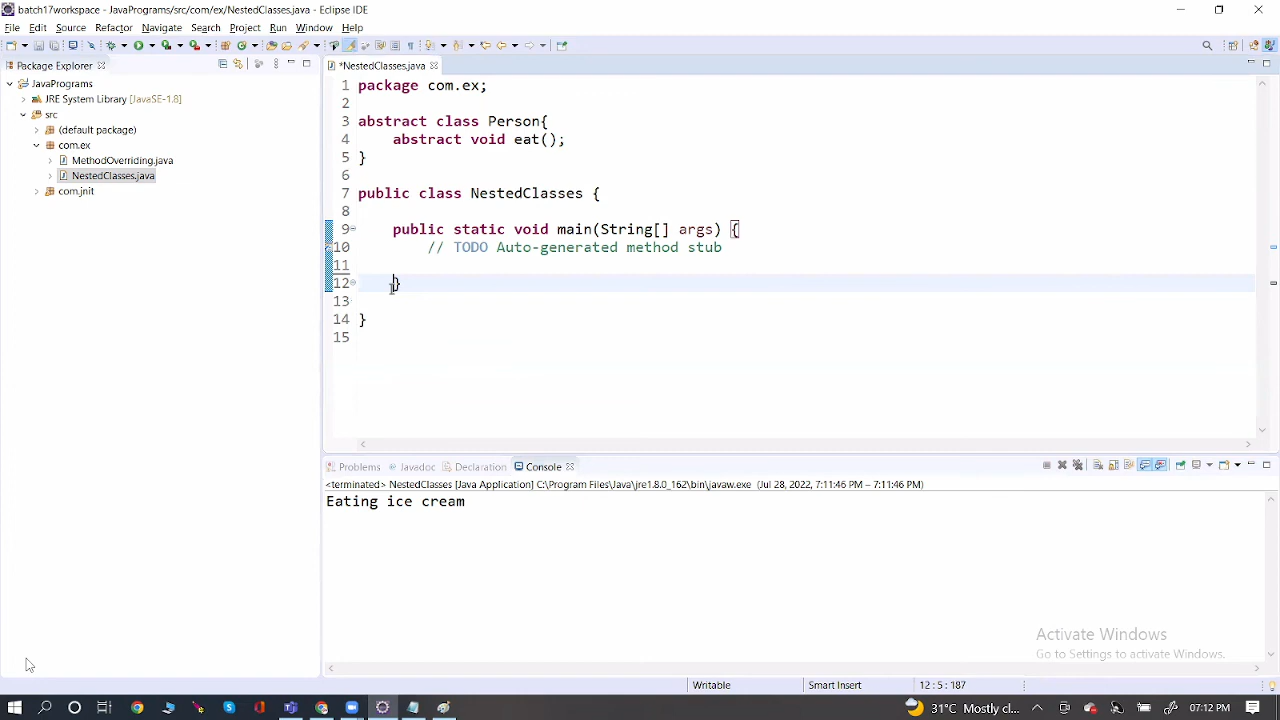 batch17workspace - JavaPrograms/src/com/ex/NestedClasses.java - Eclipse IDE
File Edit Source Refactor Navigate Search Project Run Window Help
Package Explorer
JavaPrograms
JRE System Library [JavaSE-1.8]
src
(default package)
com.ex
MethodOverriding.java
NestedClasses.java
com.jnit
*NestedClasses.java
1 package com.ex;
2
3 abstract class Person{
4 abstract void eat();
5 }
6
7 public class NestedClasses {
8
9 public static void main(String[] args) {
10 // TODO Auto-generated method stub
11
12 }
13
14 }
15
Problems Javadoc Declaration Console
<terminated> NestedClasses [Java Application] C:\Program Files\Java\jre1.8.0_162\bin\javaw.exe (Jul 28, 2022, 7:11:46 PM – 7:11:46 PM)
Eating ice cream
Activate Windows
Go to Settings to activate Windows.
Writable Smart Insert 12:5:187
31°C Mostly cl... 07:12 PM